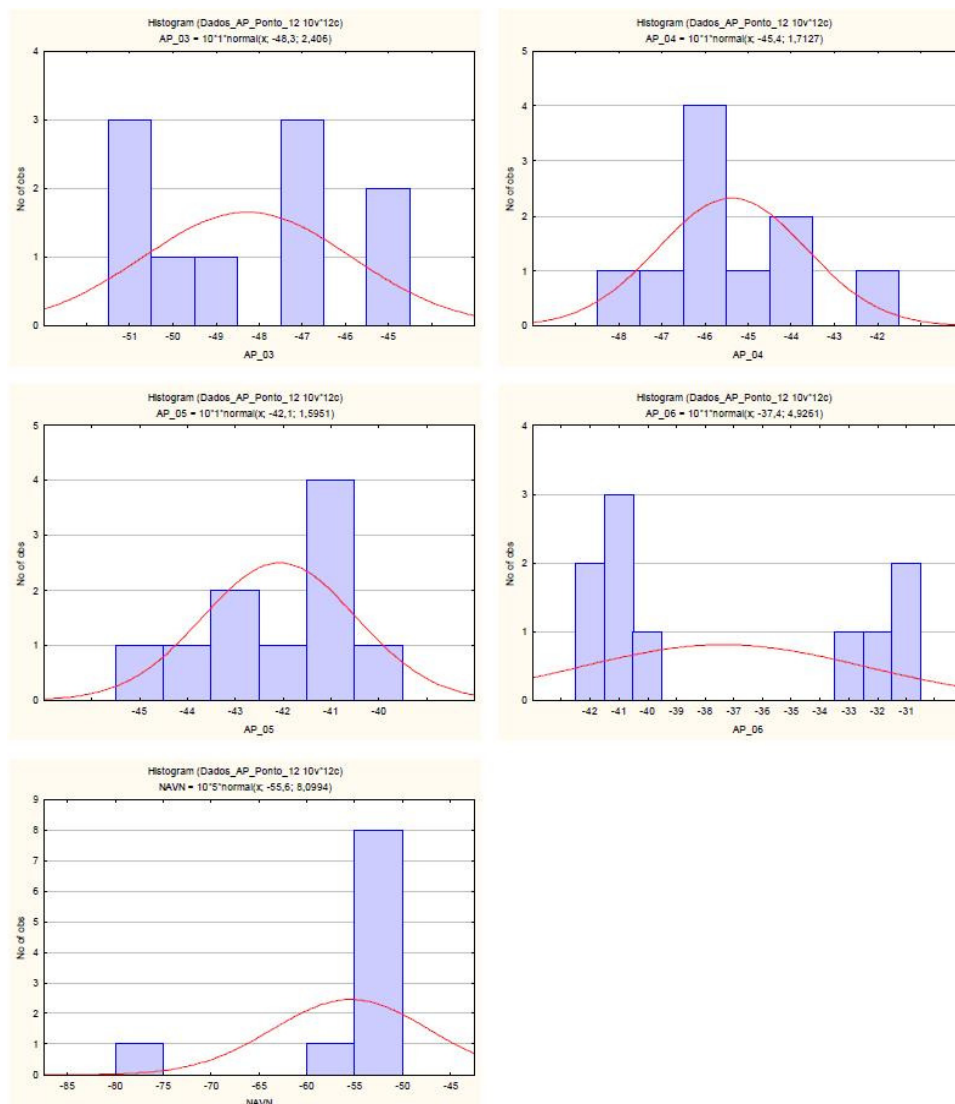 Histogram (Dados_AP_Ponto_12 10v*12c)
AP_03 = 10*1*normal(x; -48,3; 2,406)
4
3
2
1
0
No of obs
-51 -50 -49 -48 -47 -46 -45
AP_03
Histogram (Dados_AP_Ponto_12 10v*12c)
AP_04 = 10*1*normal(x; -45,4; 1,7127)
5
4
3
2
1
0
No of obs
-48 -47 -46 -45 -44 -43 -42
AP_04
Histogram (Dados_AP_Ponto_12 10v*12c)
AP_05 = 10*1*normal(x; -42,1; 1,5951)
5
4
3
2
1
0
No of obs
-45 -44 -43 -42 -41 -40
AP_05
Histogram (Dados_AP_Ponto_12 10v*12c)
AP_06 = 10*1*normal(x; -37,4; 4,9261)
4
3
2
1
0
No of obs
-42 -41 -40 -39 -38 -37 -36 -35 -34 -33 -32 -31
AP_06
Histogram (Dados_AP_Ponto_12 10v*12c)
NAVN = 10*5*normal(x; -55,6; 8,0994)
9
8
7
6
5
4
3
2
1
0
No of obs
-85 -80 -75 -70 -65 -60 -55 -50 -45
NAVN